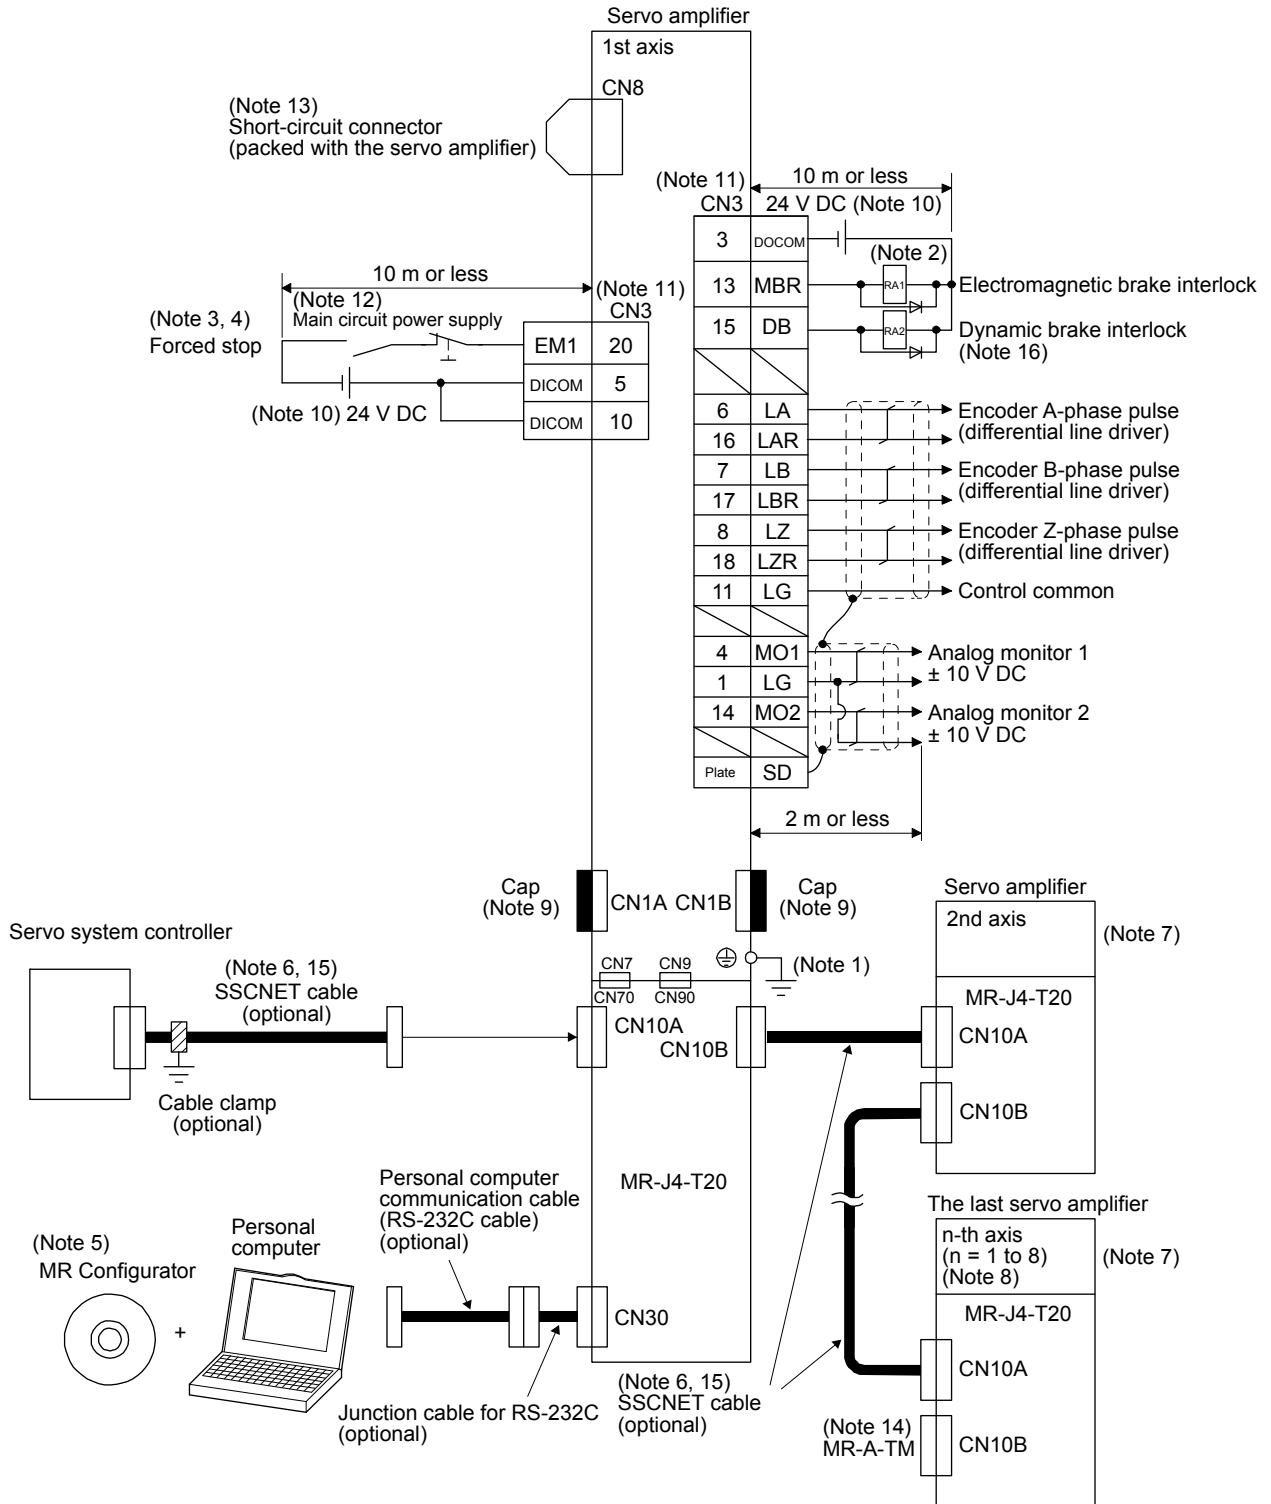 Servo amplifier
1st axis
CN8
(Note 13)
Short-circuit connector
(packed with the servo amplifier)
(Note 11)
CN3
10 m or less
24 V DC (Note 10)
3 DOCOM
(Note 2)
13 MBR
RA1
Electromagnetic brake interlock
15 DB
RA2
Dynamic brake interlock
(Note 16)
10 m or less
(Note 11)
CN3
(Note 12)
Main circuit power supply
(Note 3, 4)
Forced stop
EM1 20
DICOM 5
DICOM 10
(Note 10) 24 V DC
6 LA
16 LAR
Encoder A-phase pulse
(differential line driver)
7 LB
17 LBR
Encoder B-phase pulse
(differential line driver)
8 LZ
18 LZR
Encoder Z-phase pulse
(differential line driver)
11 LG
Control common
4 MO1
1 LG
Analog monitor 1
± 10 V DC
14 MO2
Analog monitor 2
± 10 V DC
Plate SD
2 m or less
Cap
(Note 9)
CN1A CN1B
Cap
(Note 9)
Servo amplifier
2nd axis
(Note 7)
Servo system controller
(Note 6, 15)
SSCNET cable
(optional)
CN7
CN70
CN9
CN90
(Note 1)
CN10A
CN10B
MR-J4-T20
CN10A
CN10B
Cable clamp
(optional)
MR-J4-T20
Personal computer
communication cable
(RS-232C cable)
(optional)
The last servo amplifier
n-th axis
(n = 1 to 8)
(Note 8)
(Note 7)
MR-J4-T20
(Note 5)
MR Configurator
+
Personal
computer
CN30
CN10A
Junction cable for RS-232C
(optional)
(Note 6, 15)
SSCNET cable
(optional)
(Note 14)
MR-A-TM
CN10B